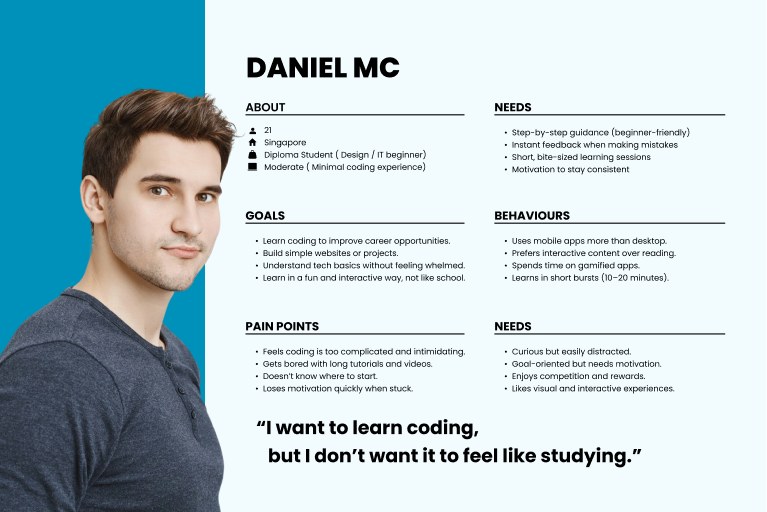 DANIEL MC
ABOUT
21
Singapore
Diploma Student ( Design / IT beginner)
Moderate ( Minimal coding experience)
NEEDS
• Step-by-step guidance (beginner-friendly)
• Instant feedback when making mistakes
• Short, bite-sized learning sessions
• Motivation to stay consistent
GOALS
• Learn coding to improve career opportunities.
• Build simple websites or projects.
• Understand tech basics without feeling whelmed.
• Learn in a fun and interactive way, not like school.
BEHAVIOURS
• Uses mobile apps more than desktop.
• Prefers interactive content over reading.
• Spends time on gamified apps.
• Learns in short bursts (10–20 minutes).
PAIN POINTS
• Feels coding is too complicated and intimidating.
• Gets bored with long tutorials and videos.
• Doesn’t know where to start.
• Loses motivation quickly when stuck.
NEEDS
• Curious but easily distracted.
• Goal-oriented but needs motivation.
• Enjoys competition and rewards.
• Likes visual and interactive experiences.
“I want to learn coding,
but I don’t want it to feel like studying.”